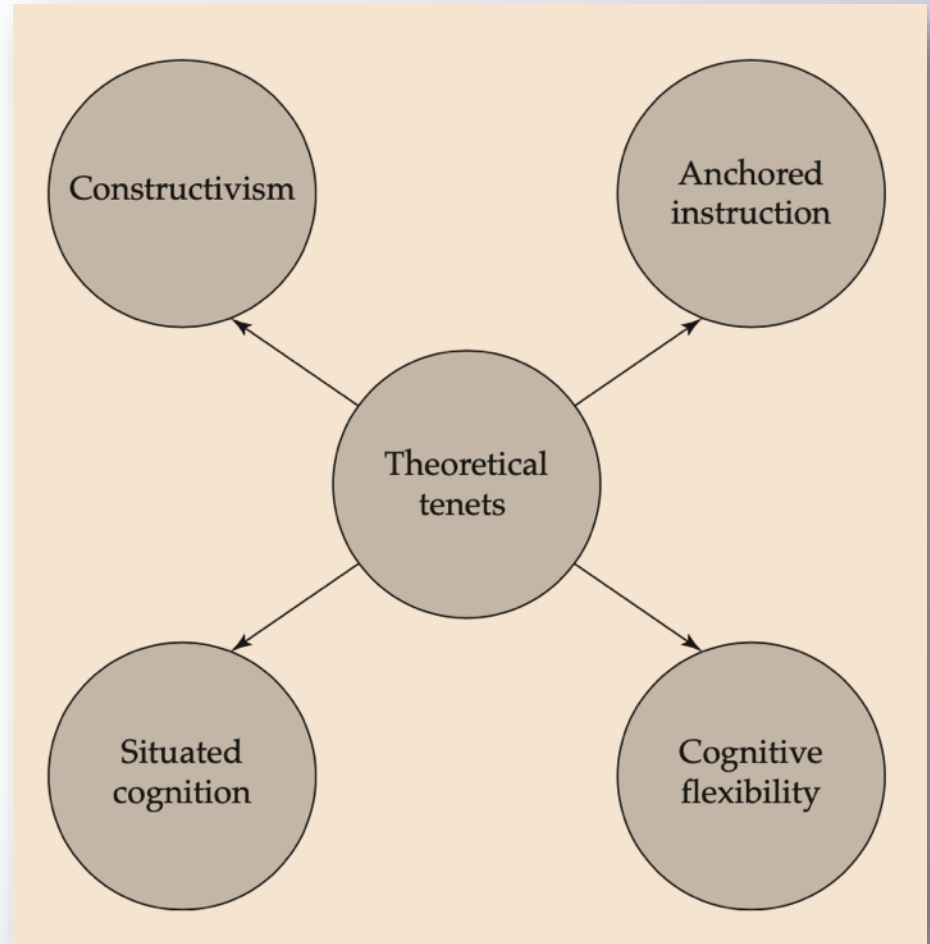 Constructivism
Anchored
instruction
Theoretical
tenets
Situated
cognition
Cognitive
flexibility